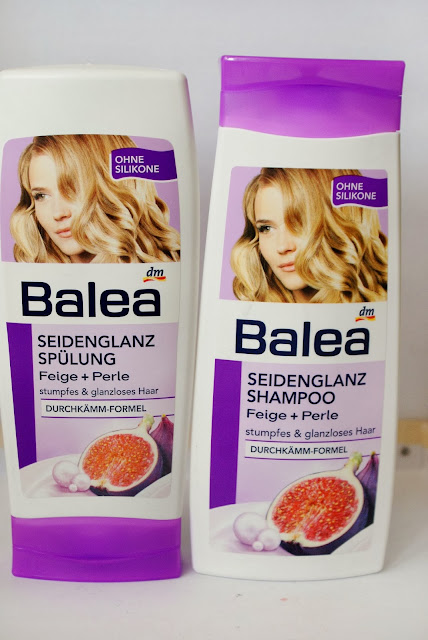 OHNE
SILIKONE
dm
Balea
SEIDENGLANZ
SPÜLUNG
Feige + Perle
stumpfes & glanzloses Haar
DURCHKÄMM-FORMEL
OHNE
SILIKONE
dm
Balea
SEIDENGLANZ
SHAMPOO
Feige + Perle
stumpfes & glanzloses Haar
DURCHKÄMM-FORMEL